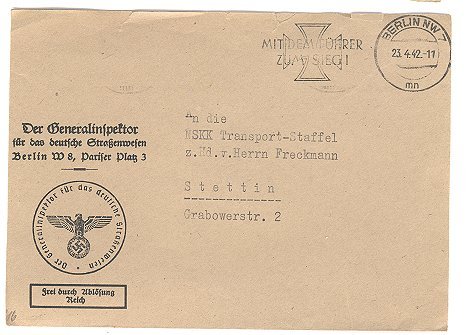 MIT DEM FÜHRER
ZUM SIEG!
BERLIN NW 7
23.4.42.-17
mn
Der Generalinspektor
für das deutsche Straßenwesen
Berlin W 8, Pariser Platz 3
Der Generalinspektor für das deutsche Straßenwesen
Frei durch Ablösung
Reich
An die
NSKK Transport-Staffel
z.Hd.v.Herrn Freckmann
Stettin
Grabowerstr. 2
16